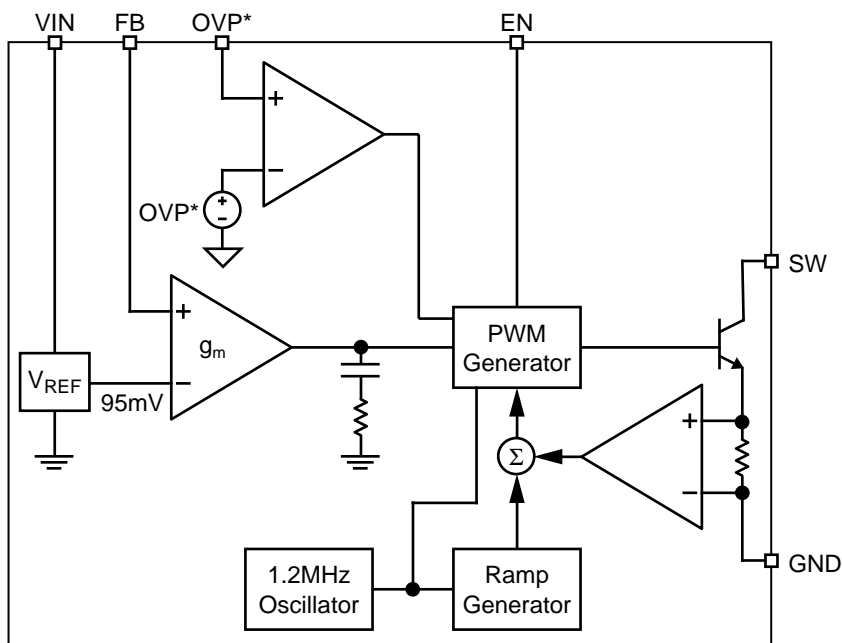 VIN FB OVP* EN
+
−
OVP*
+
−
SW
+
gm
−
VREF
95mV
PWM
Generator
+
−
Σ
GND
1.2MHz
Oscillator
Ramp
Generator